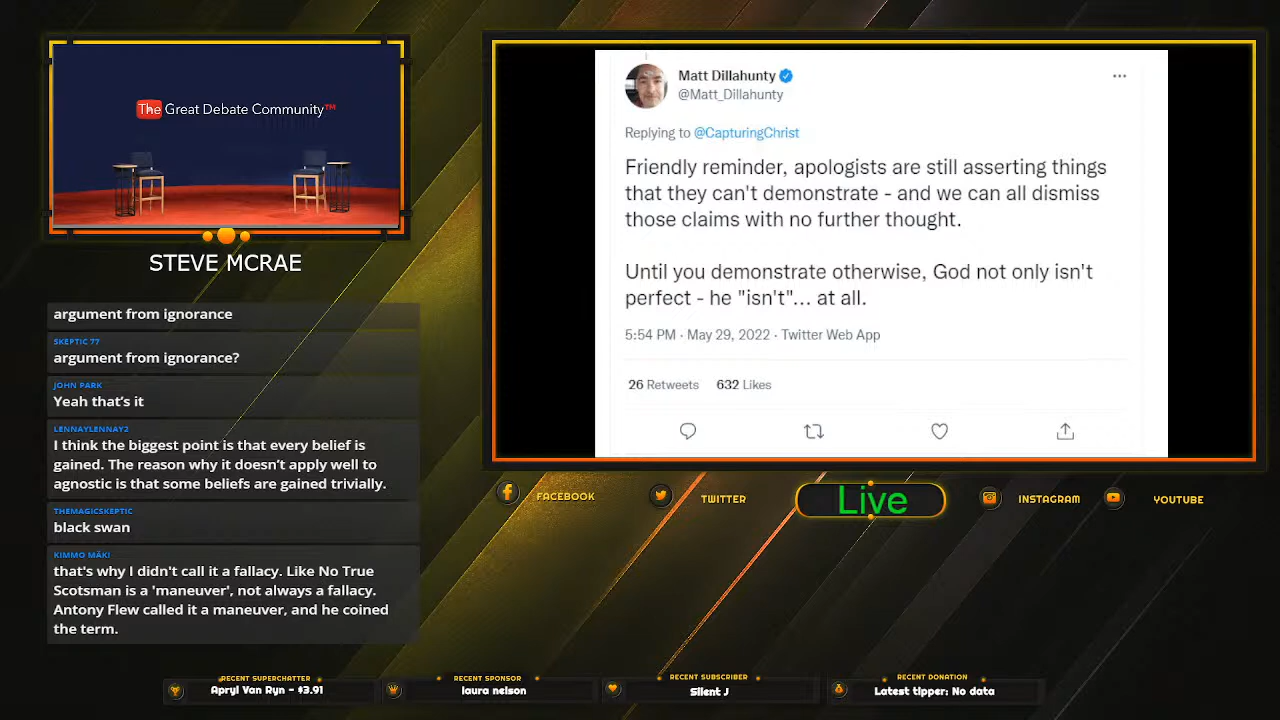 The Great Debate Community™
STEVE MCRAE
argument from ignorance
SKEPTIC 77
argument from ignorance?
JOHN PARK
Yeah that's it
LENNAYLENNAY2
I think the biggest point is that every belief is
gained. The reason why it doesn't apply well to
agnostic is that some beliefs are gained trivially.
THEMAGICSKEPTIC
black swan
KIMMO MÄKI
that's why I didn't call it a fallacy. Like No True
Scotsman is a 'maneuver', not always a fallacy.
Antony Flew called it a maneuver, and he coined
the term.
Matt Dillahunty
@Matt_Dillahunty
Replying to @CapturingChrist
Friendly reminder, apologists are still asserting things
that they can't demonstrate - and we can all dismiss
those claims with no further thought.
Until you demonstrate otherwise, God not only isn't
perfect - he "isn't"... at all.
5:54 PM · May 29, 2022 · Twitter Web App
26 Retweets 632 Likes
FACEBOOK
TWITTER
Live
INSTAGRAM
YOUTUBE
RECENT SUPERCHATTER
Apryl Van Ryn - $3.91
RECENT SPONSOR
laura nelson
RECENT SUBSCRIBER
Silent J
RECENT DONATION
Latest tipper: No data